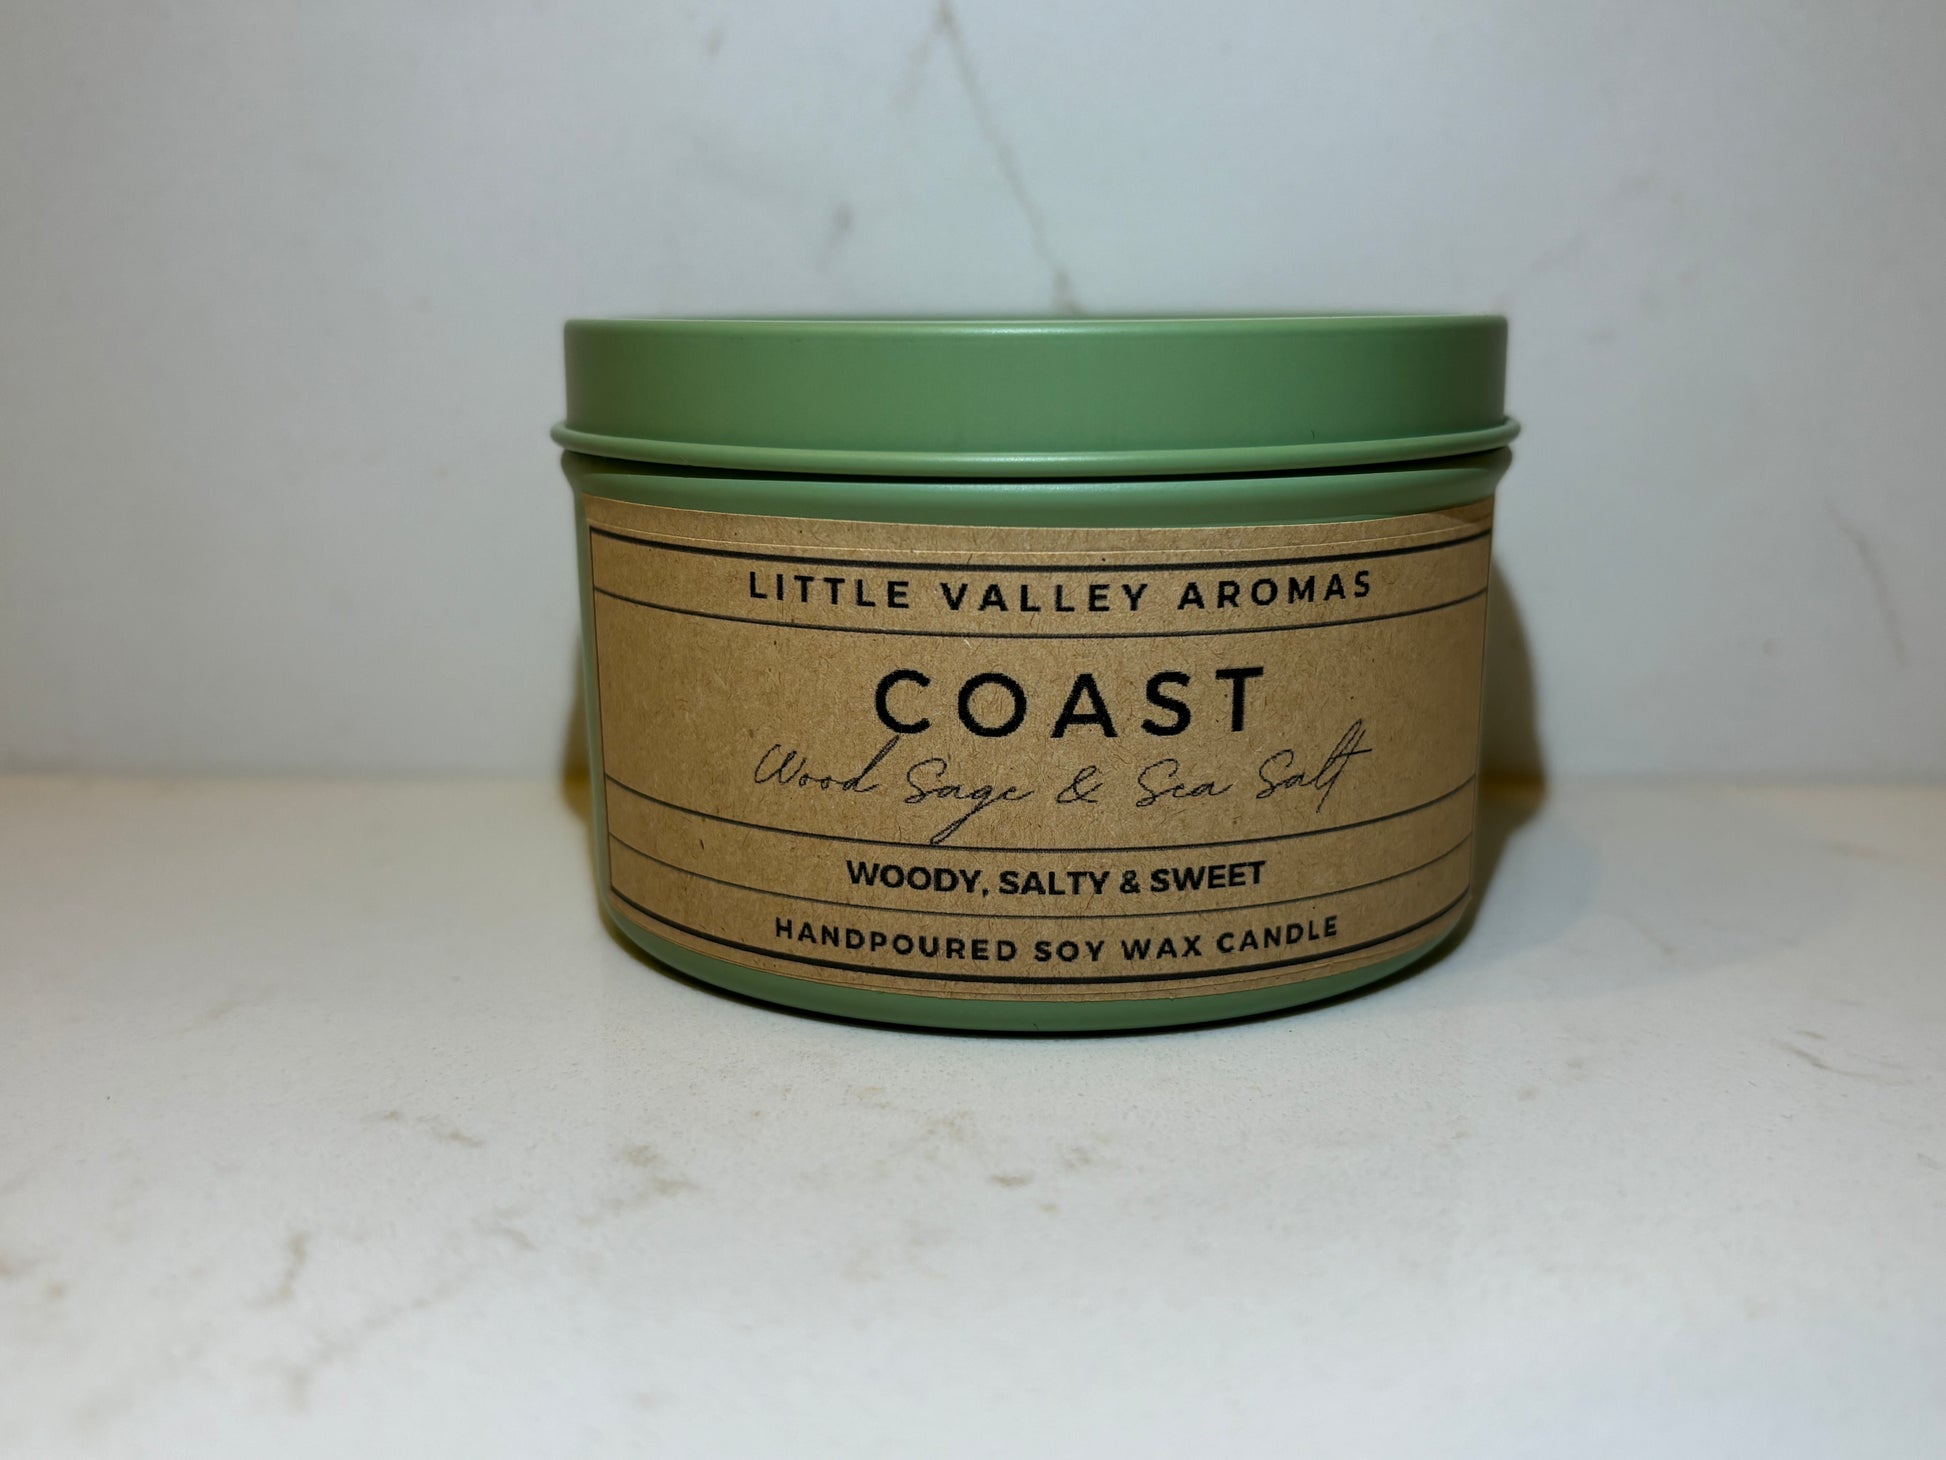 LITTLE VALLEY AROMAS
COAST
Wood Sage & Sea Salt
WOODY, SALTY & SWEET
HANDPOURED SOY WAX CANDLE